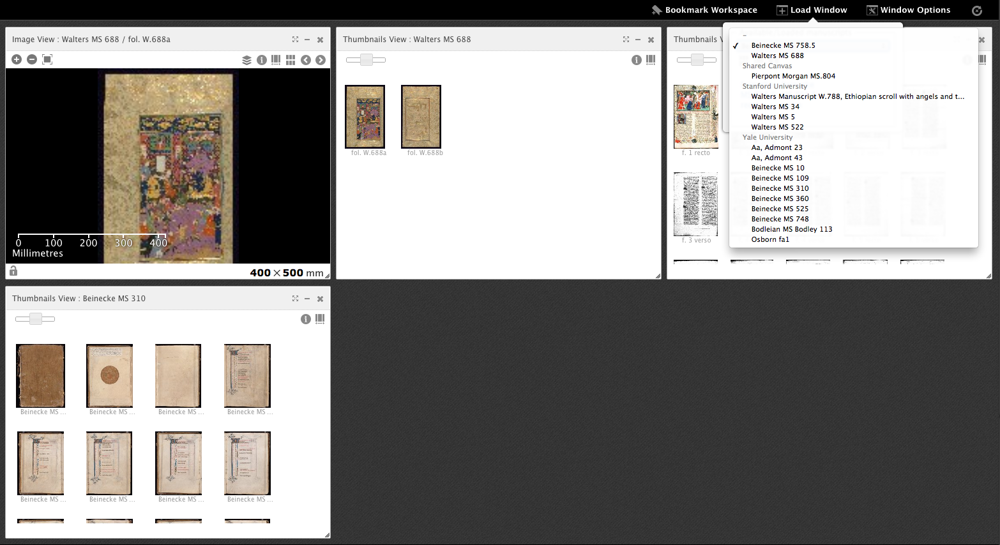 Bookmark Workspace
Load Window
Window Options
Image View : Walters MS 688 / fol. W.688a
0 100 200 300 400
Millimetres
400 × 500 mm
Thumbnails View : Walters MS 688
fol. W.688a
fol. W.688b
Thumbnails V
f. 1 recto
f. 3 verso
–
✓ Beinecke MS 758.5
Walters MS 688
Shared Canvas
Pierpont Morgan MS.804
Stanford University
Walters Manuscript W.788, Ethiopian scroll with angels and t...
Walters MS 34
Walters MS 5
Walters MS 522
Yale University
Aa, Admont 23
Aa, Admont 43
Beinecke MS 10
Beinecke MS 109
Beinecke MS 310
Beinecke MS 360
Beinecke MS 525
Beinecke MS 748
Bodleian MS Bodley 113
Osborn fa1
Thumbnails View : Beinecke MS 310
Beinecke MS ...
Beinecke MS ...
Beinecke MS ...
Beinecke MS ...
Beinecke MS ...
Beinecke MS ...
Beinecke MS ...
Beinecke MS ...